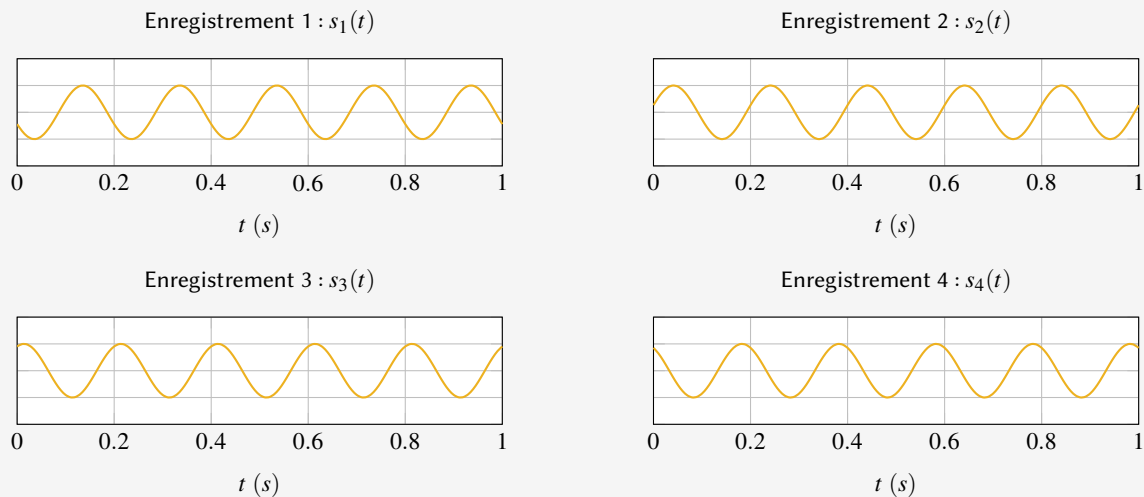 Enregistrement 1 : s₁(t)
0 0.2 0.4 0.6 0.8 1
t (s)
Enregistrement 2 : s₂(t)
0 0.2 0.4 0.6 0.8 1
t (s)
Enregistrement 3 : s₃(t)
0 0.2 0.4 0.6 0.8 1
t (s)
Enregistrement 4 : s₄(t)
0 0.2 0.4 0.6 0.8 1
t (s)